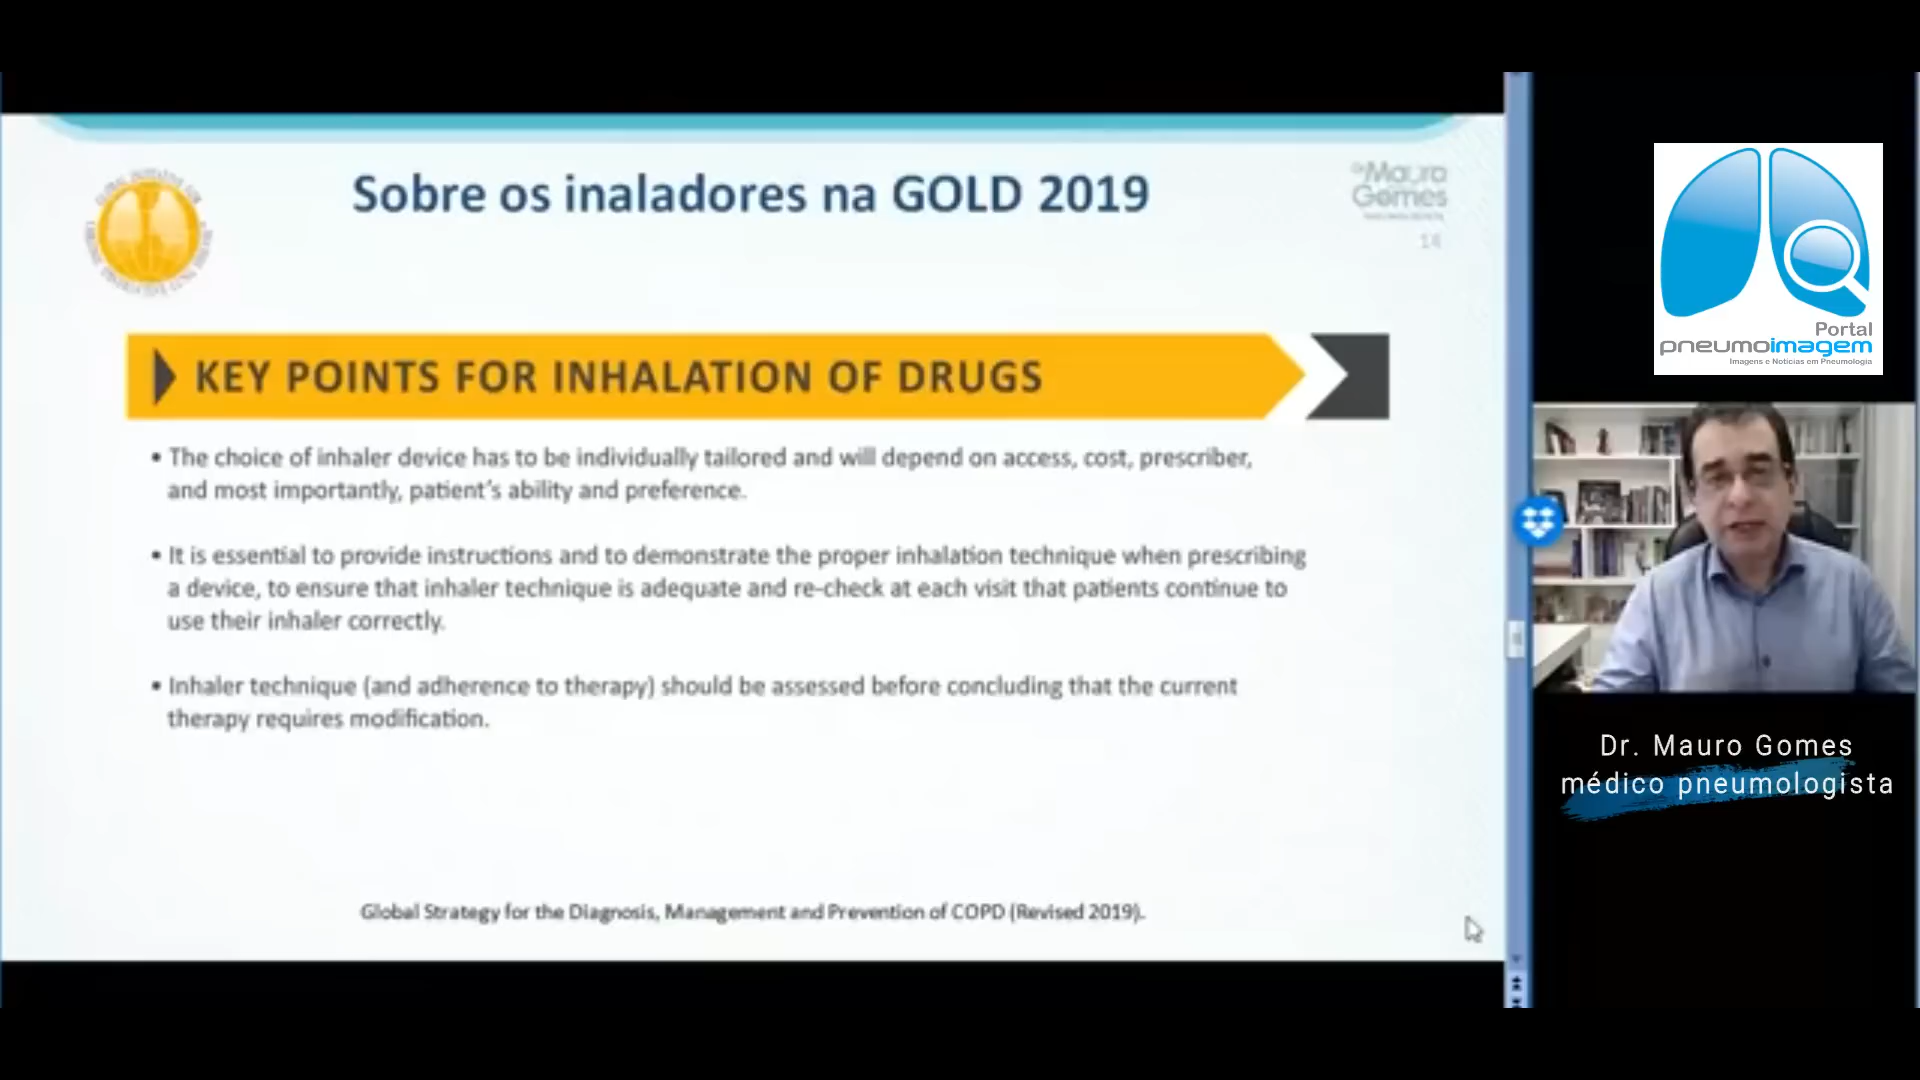 Sobre os inaladores na GOLD 2019
Dr Mauro
Gomes
14
KEY POINTS FOR INHALATION OF DRUGS
• The choice of inhaler device has to be individually tailored and will depend on access, cost, prescriber,
and most importantly, patient's ability and preference.
• It is essential to provide instructions and to demonstrate the proper inhalation technique when prescribing
a device, to ensure that inhaler technique is adequate and re-check at each visit that patients continue to
use their inhaler correctly.
• Inhaler technique (and adherence to therapy) should be assessed before concluding that the current
therapy requires modification.
Global Strategy for the Diagnosis, Management and Prevention of COPD (Revised 2019).
Portal
pneumoimagem
Imagens e Notícias em Pneumologia
Dr. Mauro Gomes
médico pneumologista